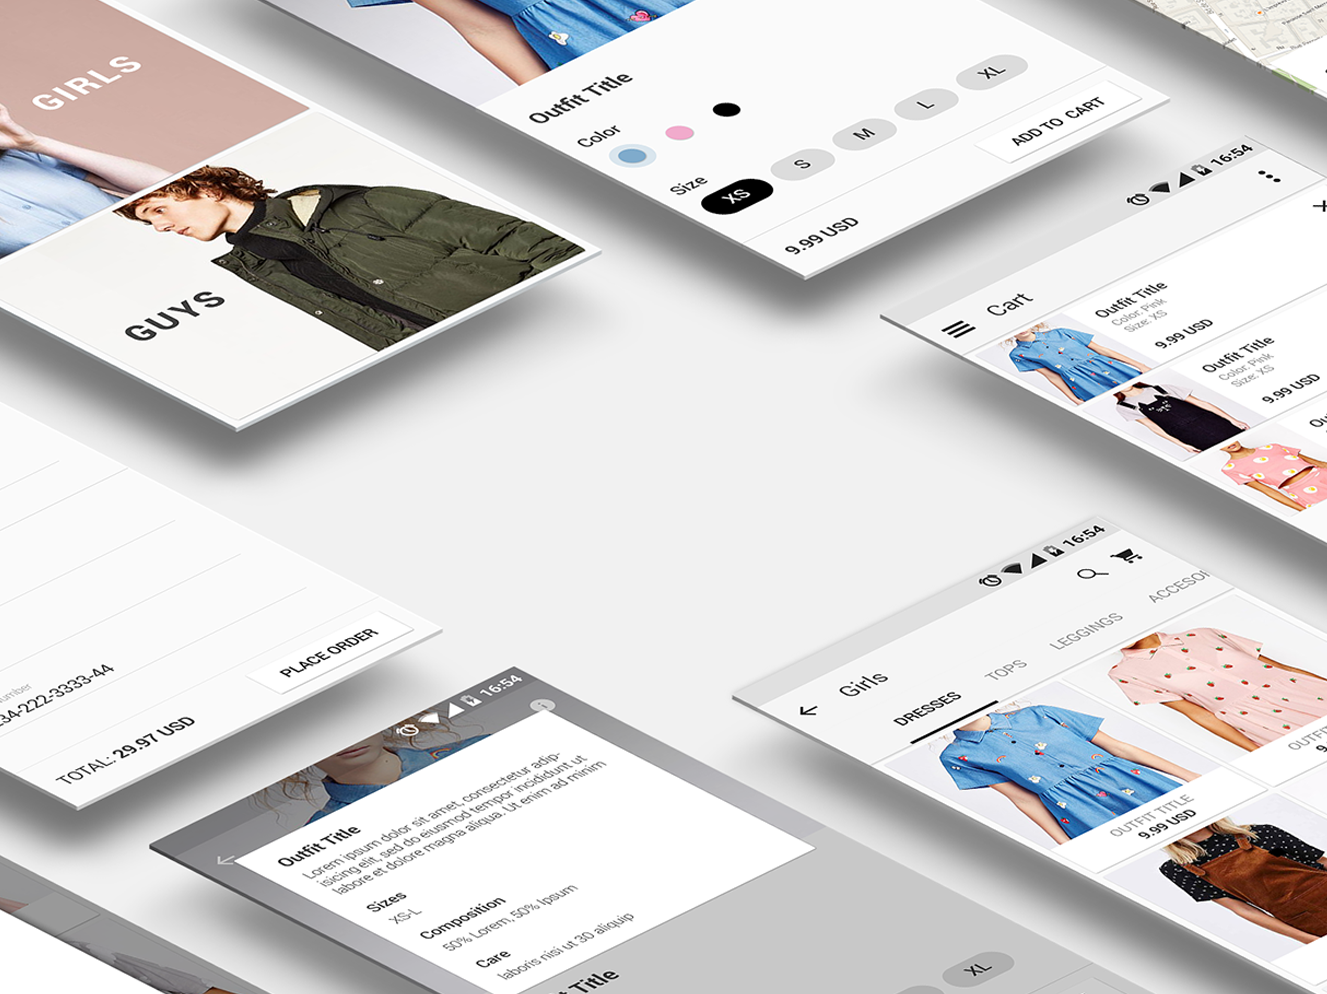 GIRLS
GUYS
Outfit Title
Color
Size
XS
S
M
L
XL
9.99 USD
ADD TO CART
16:54
Cart
Outfit Title
Color: Pink
Size: XS
9.99 USD
Outfit Title
Color: Pink
Size: XS
9.99 USD
34-222-3333-44
TOTAL: 29.97 USD
PLACE ORDER
16:54
Outfit Title
Lorem ipsum dolor sit amet, consectetur adip-
isicing elit, sed do eiusmod tempor incididunt ut
labore et dolore magna aliqua. Ut enim ad minim
Sizes
XS-L
Composition
50% Lorem, 50% Ipsum
Care
laboris nisi ut 30 aliquip
t Title
XL
16:54
Girls
DRESSES
TOPS
LEGGINGS
ACCESOR
OUTFIT TITLE
9.99 USD
OUTFIT
9